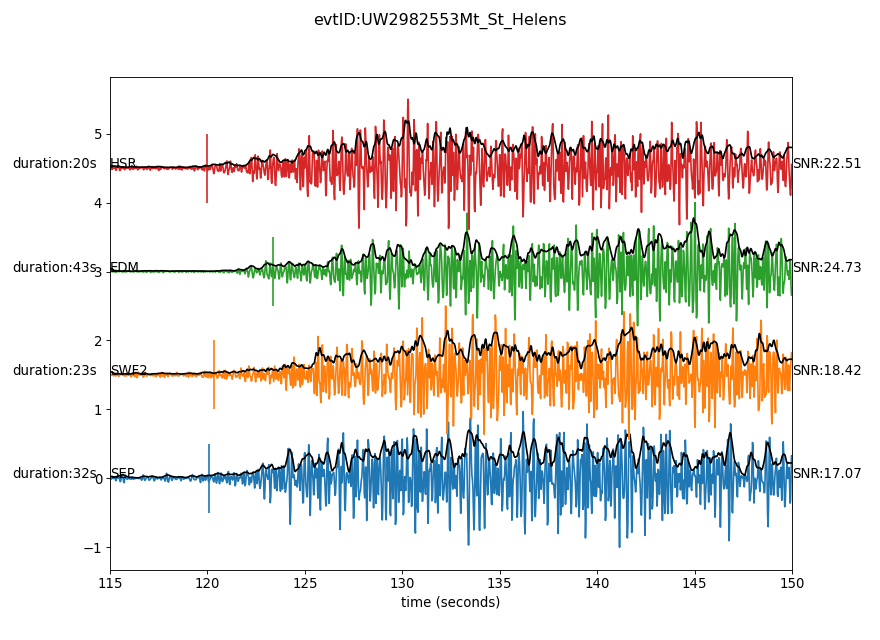 evtID:UW2982553Mt_St_Helens
5
duration:20s HSR SNR:22.51
4
duration:43s EDM SNR:24.73
3
2
duration:23s SWF2 SNR:18.42
1
duration:32s SEP SNR:17.07
0
−1
115 120 125 130 135 140 145 150
time (seconds)